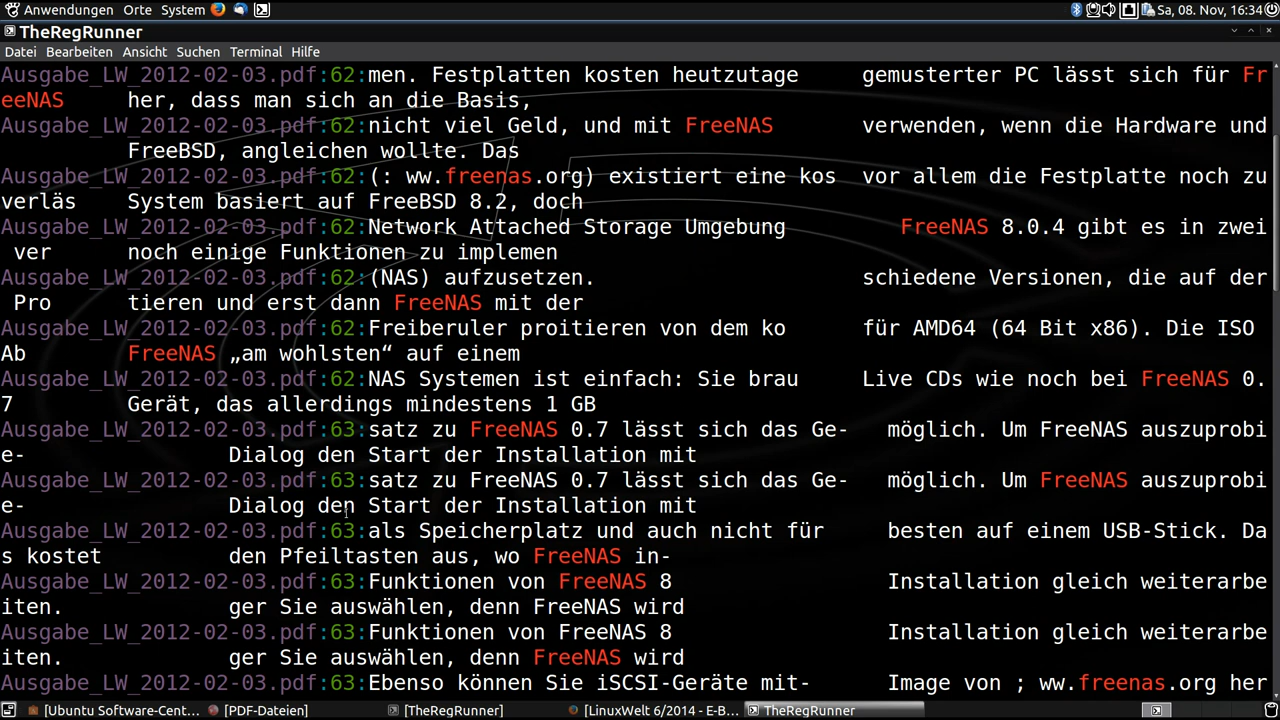 Anwendungen Orte System Sa, 08. Nov, 16:34
TheRegRunner
Datei Bearbeiten Ansicht Suchen Terminal Hilfe
Ausgabe_LW_2012-02-03.pdf:62:men. Festplatten kosten heutzutage gemusterter PC lässt sich für Fr
eeNAS her, dass man sich an die Basis,
Ausgabe_LW_2012-02-03.pdf:62:nicht viel Geld, und mit FreeNAS verwenden, wenn die Hardware und
FreeBSD, angleichen wollte. Das
Ausgabe_LW_2012-02-03.pdf:62:(: ww.freenas.org) existiert eine kos vor allem die Festplatte noch zu
verläs System basiert auf FreeBSD 8.2, doch
Ausgabe_LW_2012-02-03.pdf:62:Network Attached Storage Umgebung FreeNAS 8.0.4 gibt es in zwei
ver noch einige Funktionen zu implemen
Ausgabe_LW_2012-02-03.pdf:62:(NAS) aufzusetzen. schiedene Versionen, die auf der
Pro tieren und erst dann FreeNAS mit der
Ausgabe_LW_2012-02-03.pdf:62:Freiberuler proitieren von dem ko für AMD64 (64 Bit x86). Die ISO
Ab FreeNAS „am wohlsten“ auf einem
Ausgabe_LW_2012-02-03.pdf:62:NAS Systemen ist einfach: Sie brau Live CDs wie noch bei FreeNAS 0.
7 Gerät, das allerdings mindestens 1 GB
Ausgabe_LW_2012-02-03.pdf:63:satz zu FreeNAS 0.7 lässt sich das Ge- möglich. Um FreeNAS auszuprobi
e- Dialog den Start der Installation mit
Ausgabe_LW_2012-02-03.pdf:63:satz zu FreeNAS 0.7 lässt sich das Ge- möglich. Um FreeNAS auszuprobi
e- Dialog den Start der Installation mit
Ausgabe_LW_2012-02-03.pdf:63:als Speicherplatz und auch nicht für besten auf einem USB-Stick. Da
s kostet den Pfeiltasten aus, wo FreeNAS in-
Ausgabe_LW_2012-02-03.pdf:63:Funktionen von FreeNAS 8 Installation gleich weiterarbe
iten. ger Sie auswählen, denn FreeNAS wird
Ausgabe_LW_2012-02-03.pdf:63:Funktionen von FreeNAS 8 Installation gleich weiterarbe
iten. ger Sie auswählen, denn FreeNAS wird
Ausgabe_LW_2012-02-03.pdf:63:Ebenso können Sie iSCSI-Geräte mit- Image von ; ww.freenas.org her
[Ubuntu Software-Cent... [PDF-Dateien] [TheRegRunner] [LinuxWelt 6/2014 - E-B... TheRegRunner